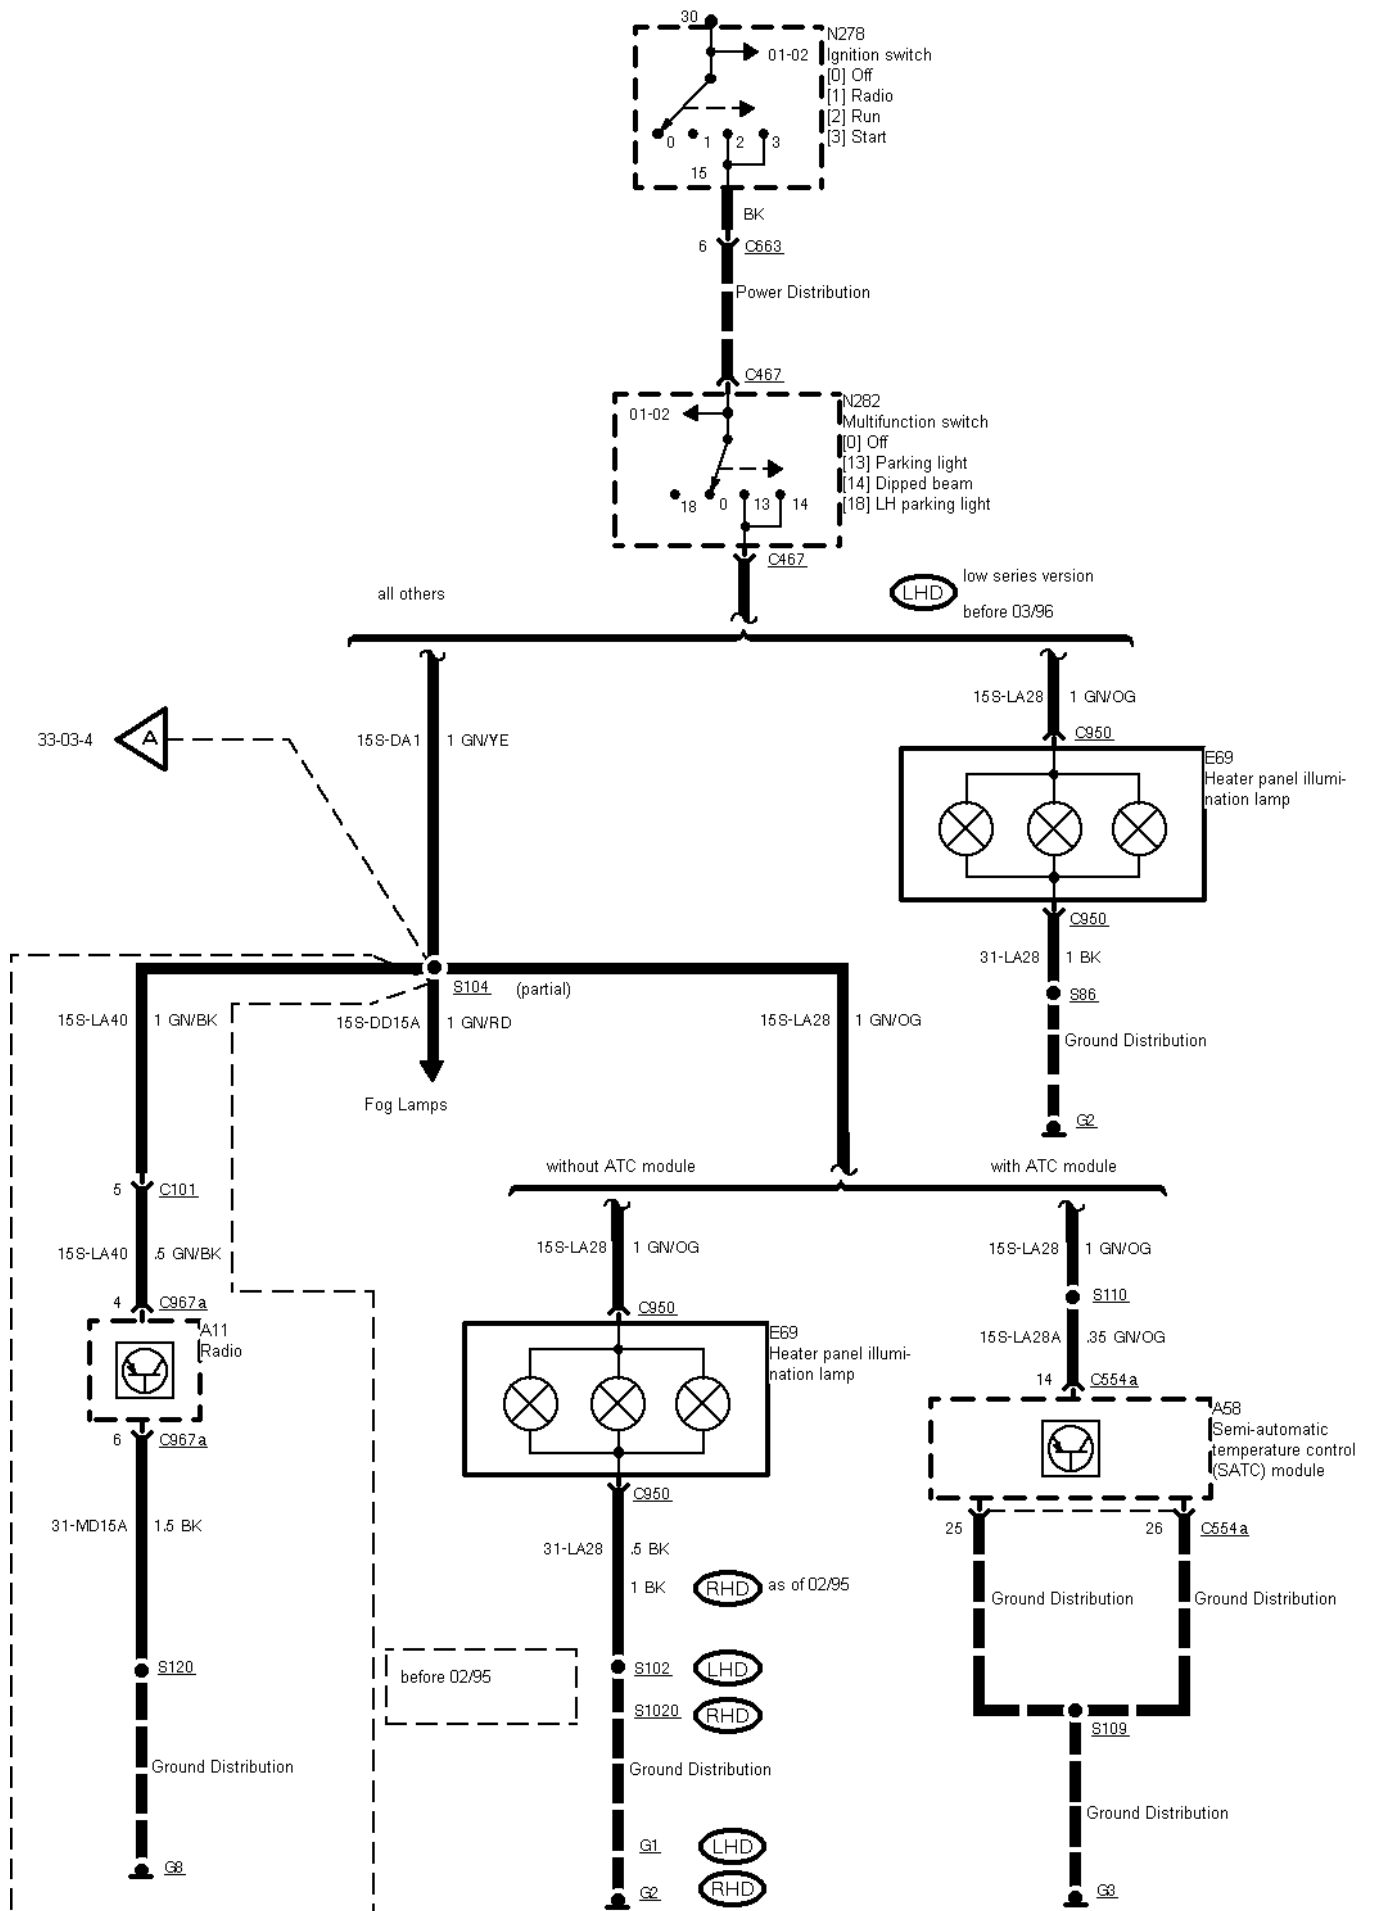 30
N278
Ignition switch
01-02
[0] Off
[1] Radio
[2] Run
[3] Start
0
1
2
3
15
BK
6
C663
Power Distribution
C467
N282
Multifunction switch
01-02
[0] Off
[13] Parking light
[14] Dipped beam
[18] LH parking light
18
0
13
14
C467
all others
LHD
low series version
before 03/96
15S-LA28
1 GN/OG
33-03-4
A
15S-DA1
1 GN/YE
C950
E69
Heater panel illumi-
nation lamp
C950
31-LA28
1 BK
S104
(partial)
S86
15S-LA40
1 GN/BK
15S-DD15A
1 GN/RD
15S-LA28
1 GN/OG
Ground Distribution
Fog Lamps
G2
without ATC module
with ATC module
5
C101
15S-LA40
.5 GN/BK
15S-LA28
1 GN/OG
15S-LA28
1 GN/OG
4
C967a
C950
S110
A11
Radio
E69
Heater panel illumi-
nation lamp
15S-LA28A
.35 GN/OG
14
C554a
A58
Semi-automatic
temperature control
(SATC) module
6
C967a
C950
31-MD15A
1.5 BK
25
26
C554a
31-LA28
.5 BK
1 BK
RHD
as of 02/95
Ground Distribution
Ground Distribution
S120
before 02/95
S102
LHD
S1020
RHD
S109
Ground Distribution
Ground Distribution
Ground Distribution
G1
LHD
G8
G2
RHD
G3